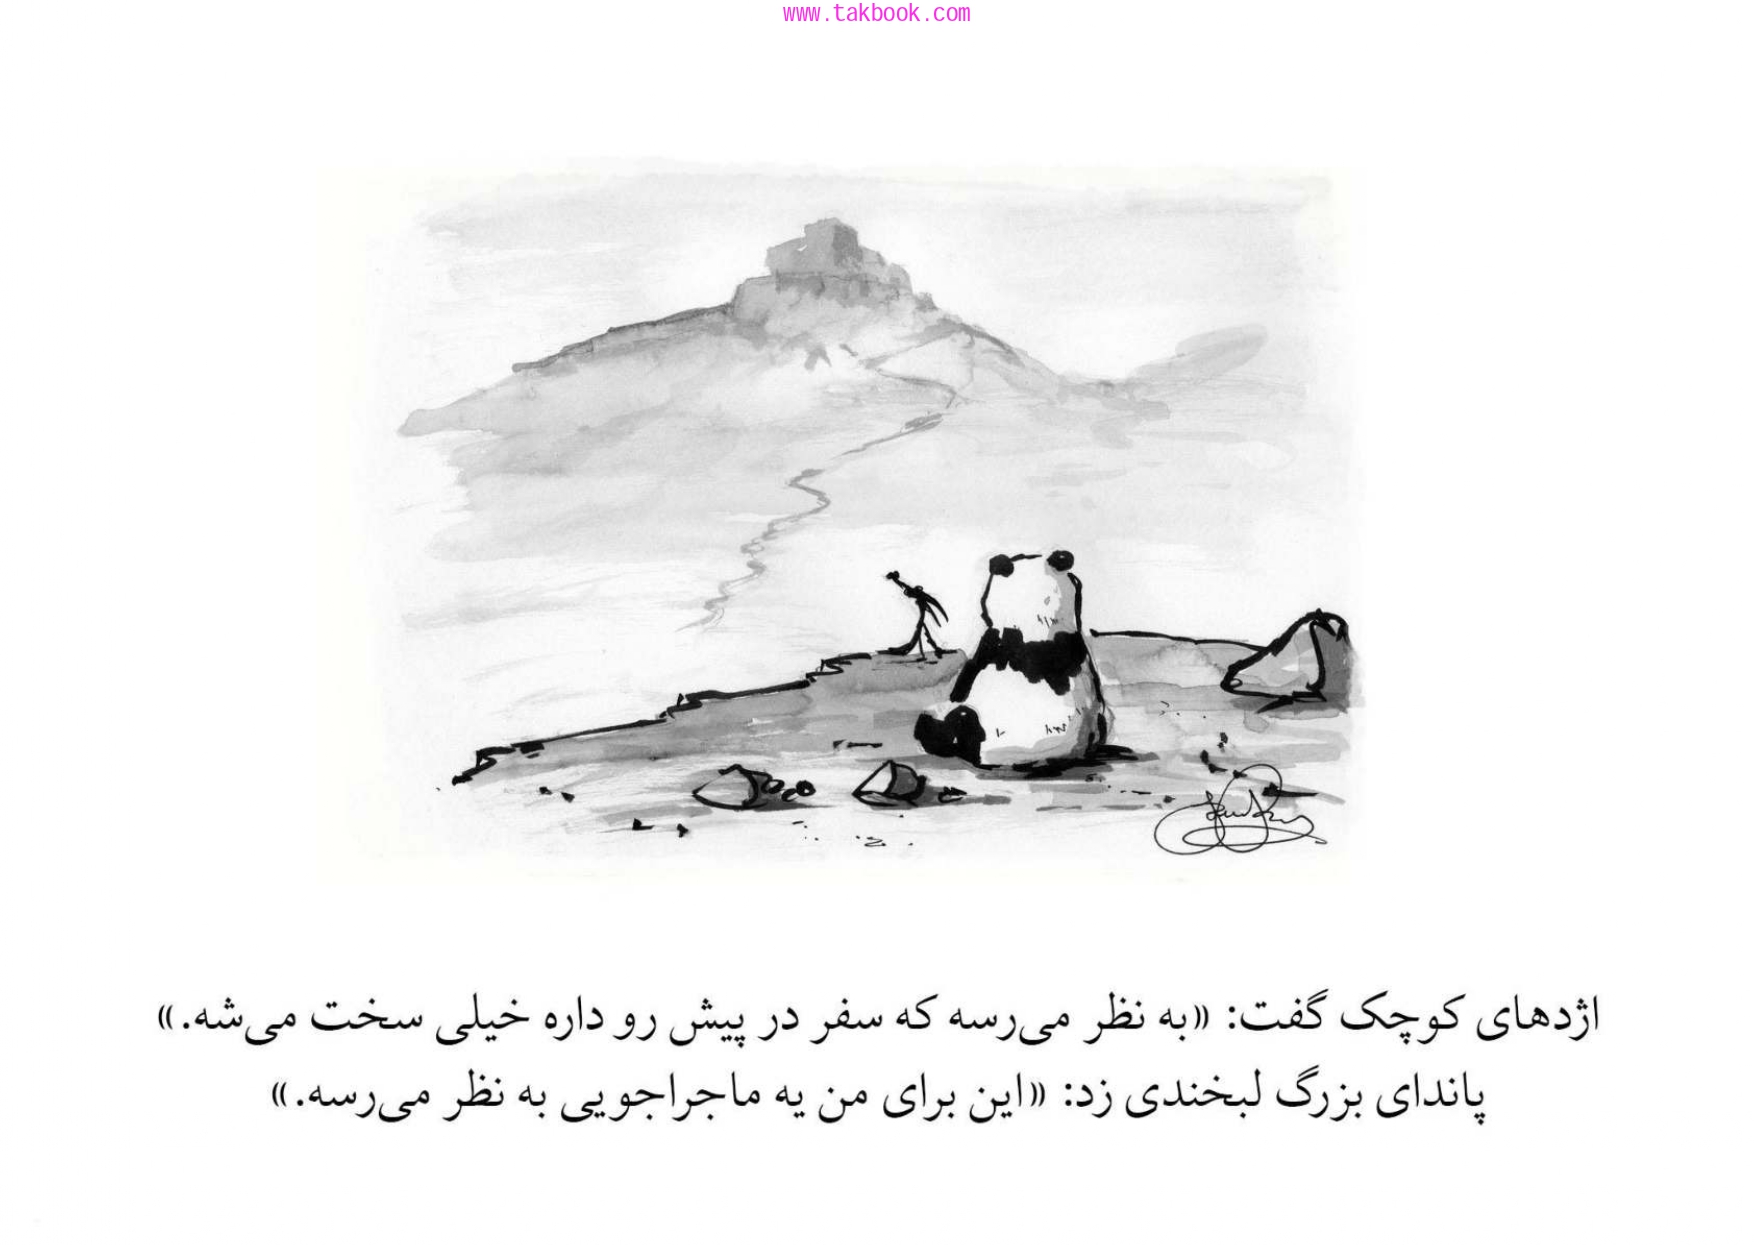 www.takbook.com
اژدهای کوچک گفت: «به نظر می‌رسه که سفر در پیش رو داره خیلی سخت می‌شه.»
پاندای بزرگ لبخندی زد: «این برای من یه ماجراجویی به نظر می‌رسه.»